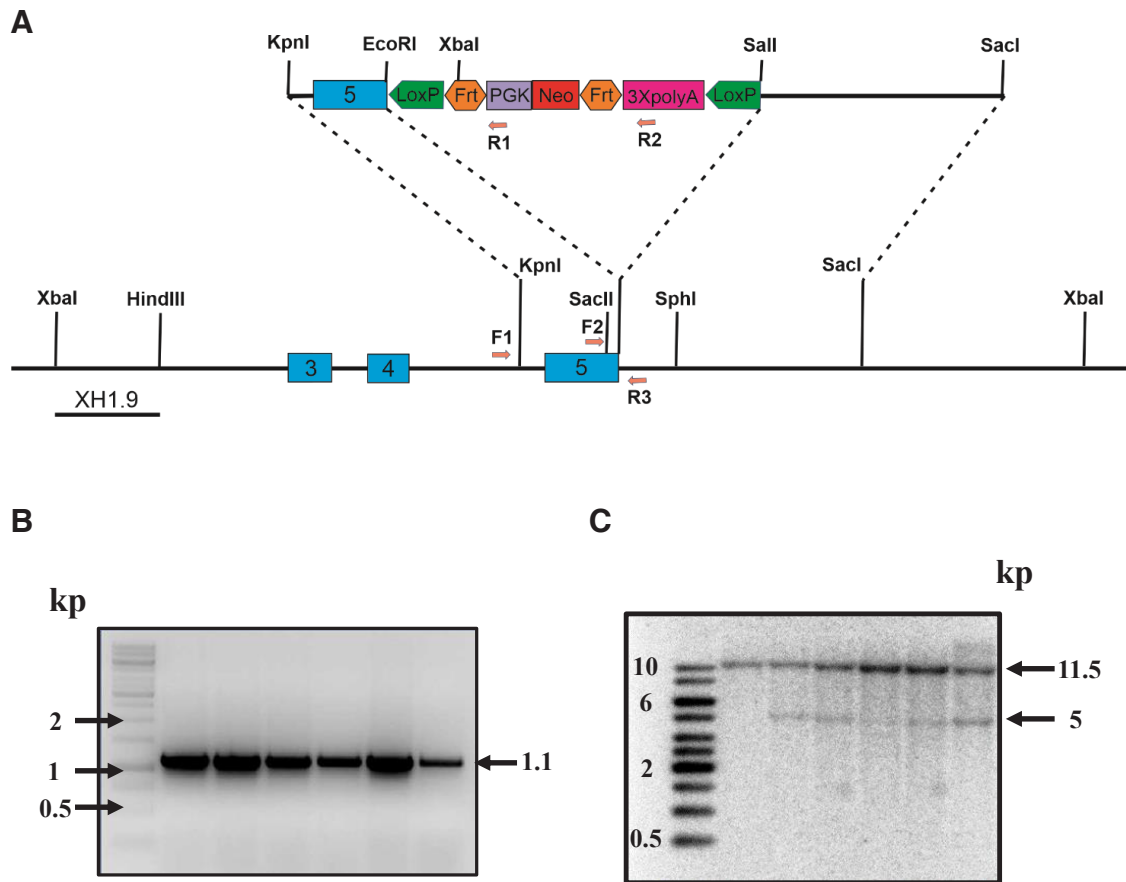 A
KpnI EcoRI XbaI SalI SacI
5 LoxP Frt PGK Neo Frt 3XpolyA LoxP
R1 R2
KpnI SacI
XbaI HindIII SacII SphI XbaI
F1 F2
3 4 5
R3
XH1.9
B
kp
2
1
0.5
1.1
C
kp
10
6
2
0.5
11.5
5